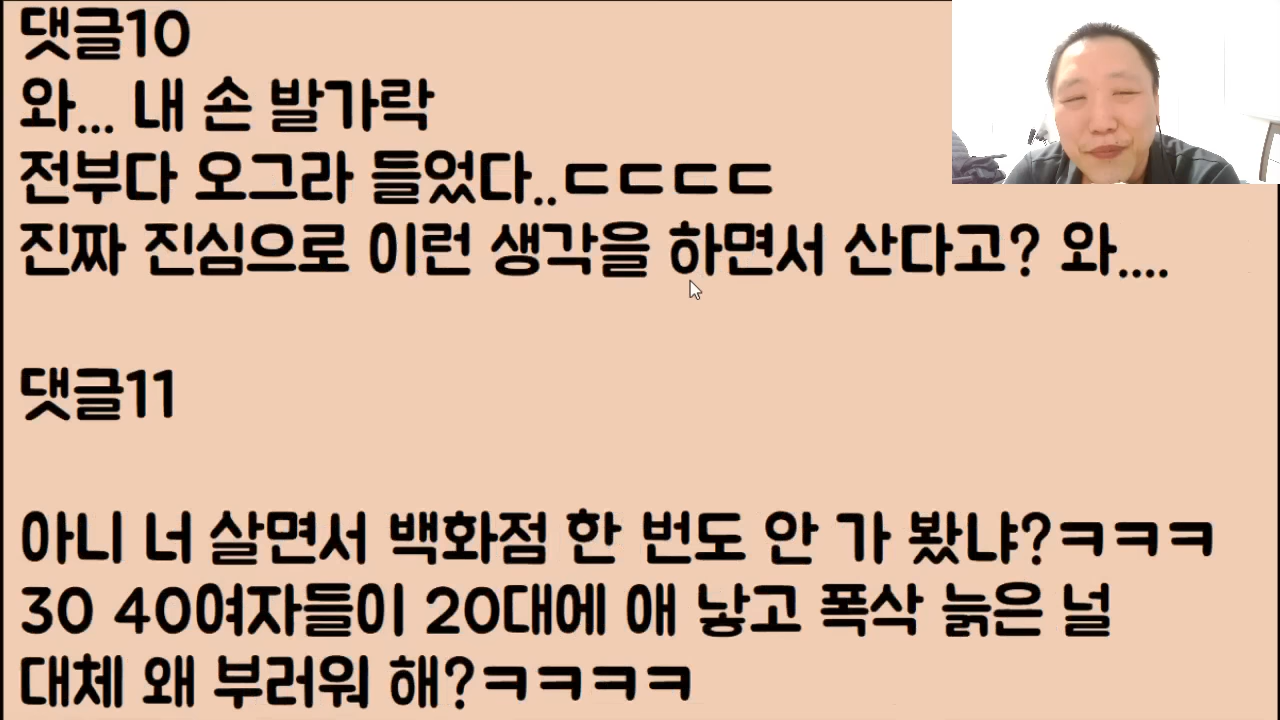 댓글10
와... 내 손 발가락
전부다 오그라 들었다..ㄷㄷㄷㄷ
진짜 진심으로 이런 생각을 하면서 산다고? 와....
댓글11
아니 너 살면서 백화점 한 번도 안 가 봤냐?ㅋㅋㅋ
30 40여자들이 20대에 애 낳고 폭삭 늙은 널
대체 왜 부러워 해?ㅋㅋㅋㅋ